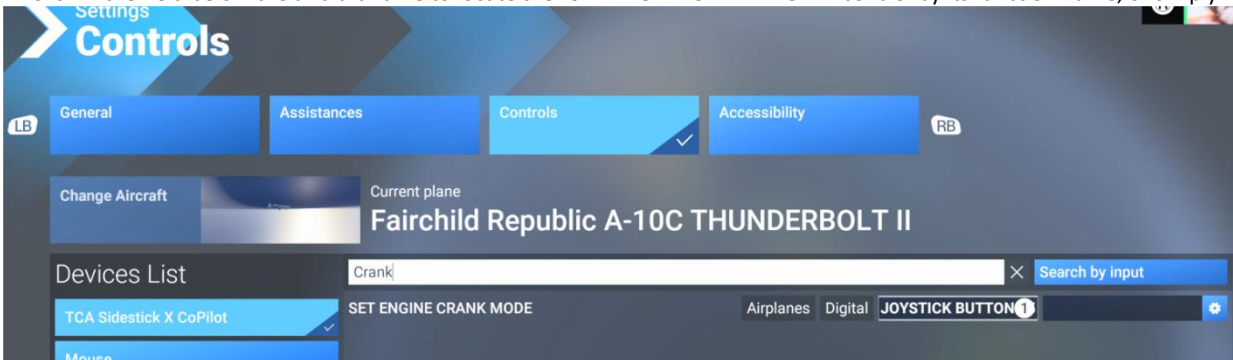 Settings
Controls
LB
General
Assistances
Controls
Accessibility
RB
Change Aircraft
Current plane
Fairchild Republic A-10C THUNDERBOLT II
Devices List
Crank
Search by input
TCA Sidestick X CoPilot
SET ENGINE CRANK MODE
Airplanes
Digital
JOYSTICK BUTTON 1
Mouse